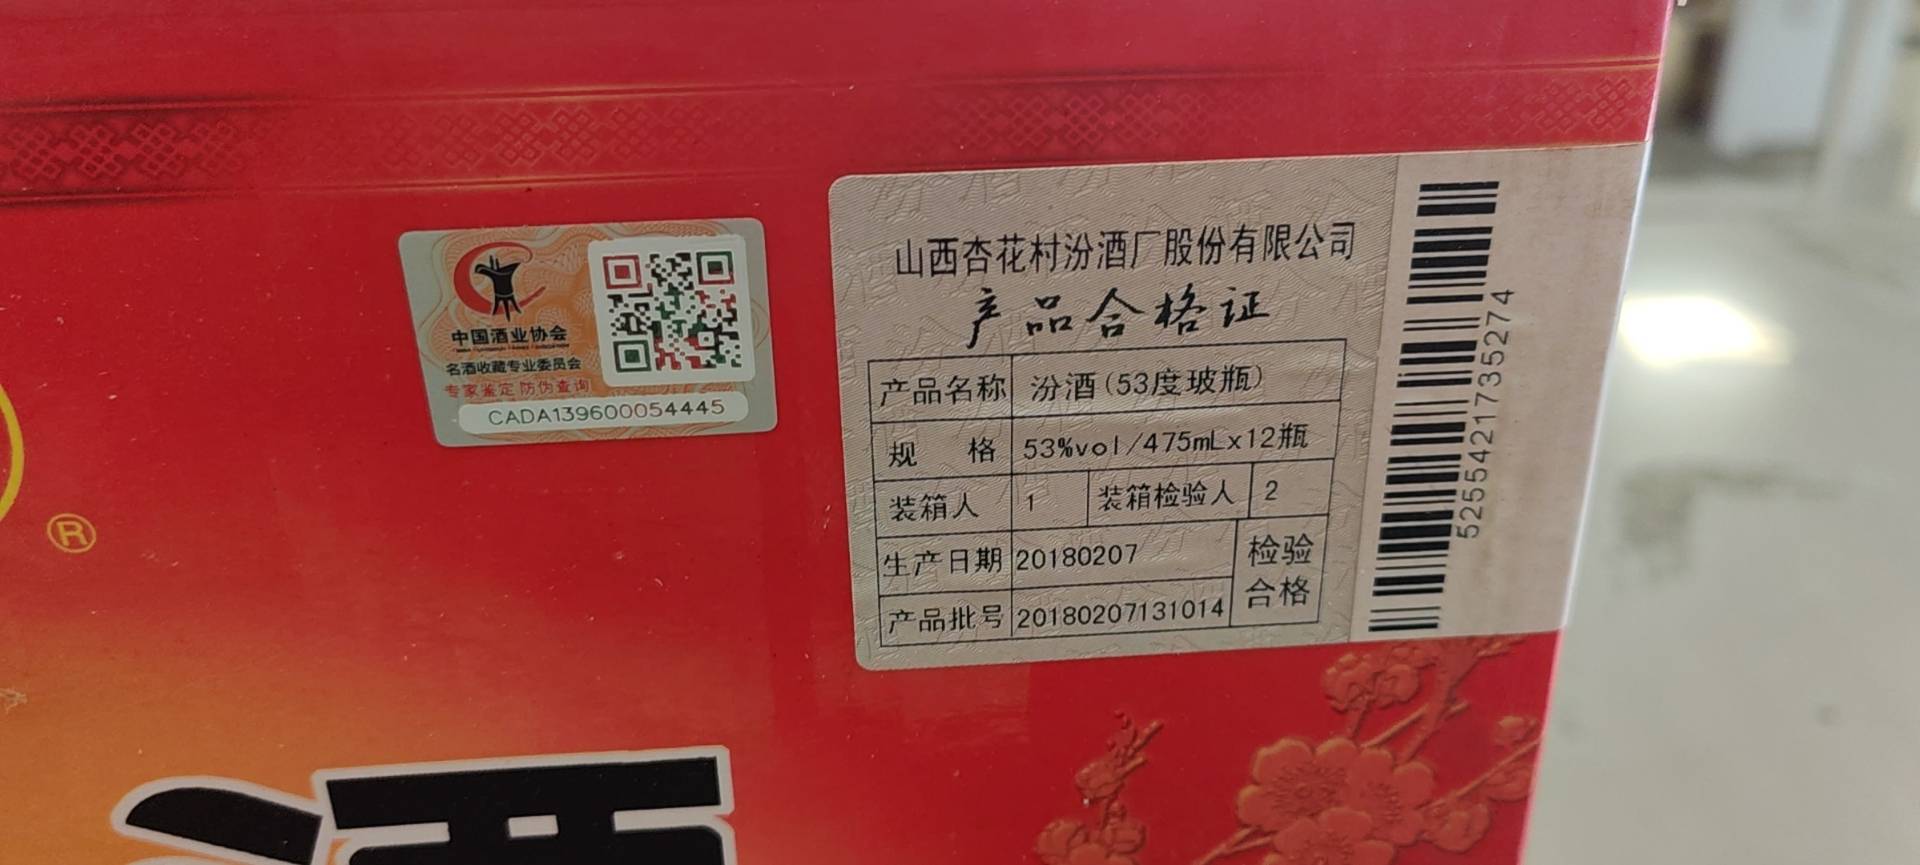 中国酒业协会
名酒收藏专业委员会
专家鉴定 防伪查询
CADA139600054445
®
山西杏花村汾酒厂股份有限公司
产品合格证
产品名称 汾酒(53度玻瓶)
规 格 53%vol/475mLx12瓶
装箱人 1 装箱检验人 2
生产日期 20180207
产品批号 20180207131014
检验
合格
5255421735274
酒